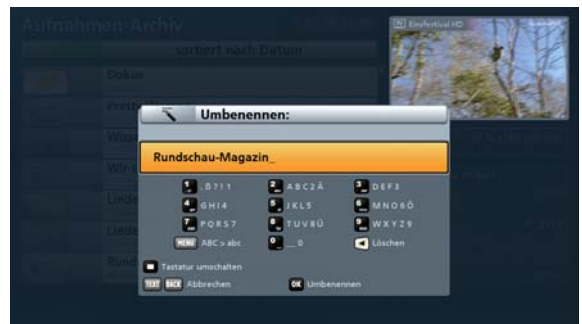 Aufnahmen-Archiv
Einsfestival HD
sortiert nach Datum
Dokus
Umbenennen:
Rundschau-Magazin_
1 .@?!1
2 ABC2Ä
3 DEF3
4 GHI4
5 JKL5
6 MNO6Ö
7 PQRS7
8 TUV8Ü
9 WXYZ9
MENU ABC > abc
0 _ 0
Löschen
Tastatur umschalten
TEXT BACK Abbrechen
OK Umbenennen